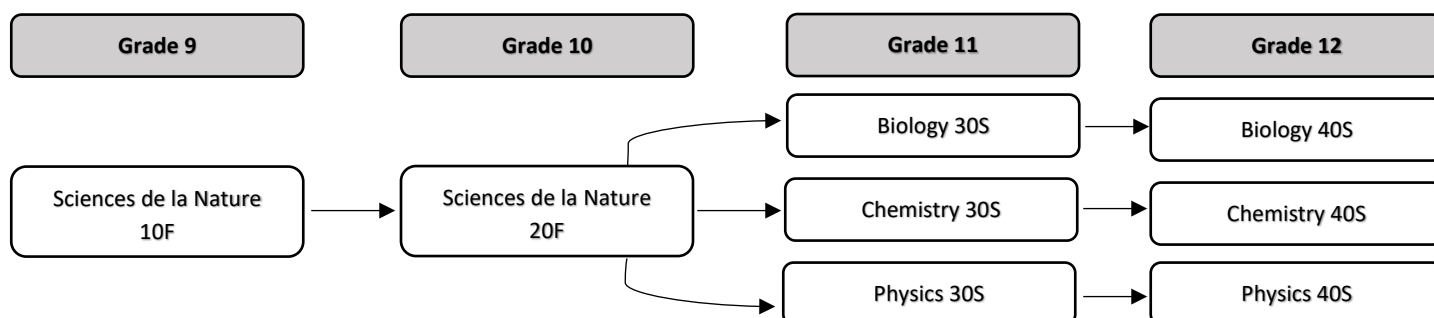 Grade 9
Grade 10
Grade 11
Grade 12
Biology 30S
Biology 40S
Sciences de la Nature
10F
Sciences de la Nature
20F
Chemistry 30S
Chemistry 40S
Physics 30S
Physics 40S